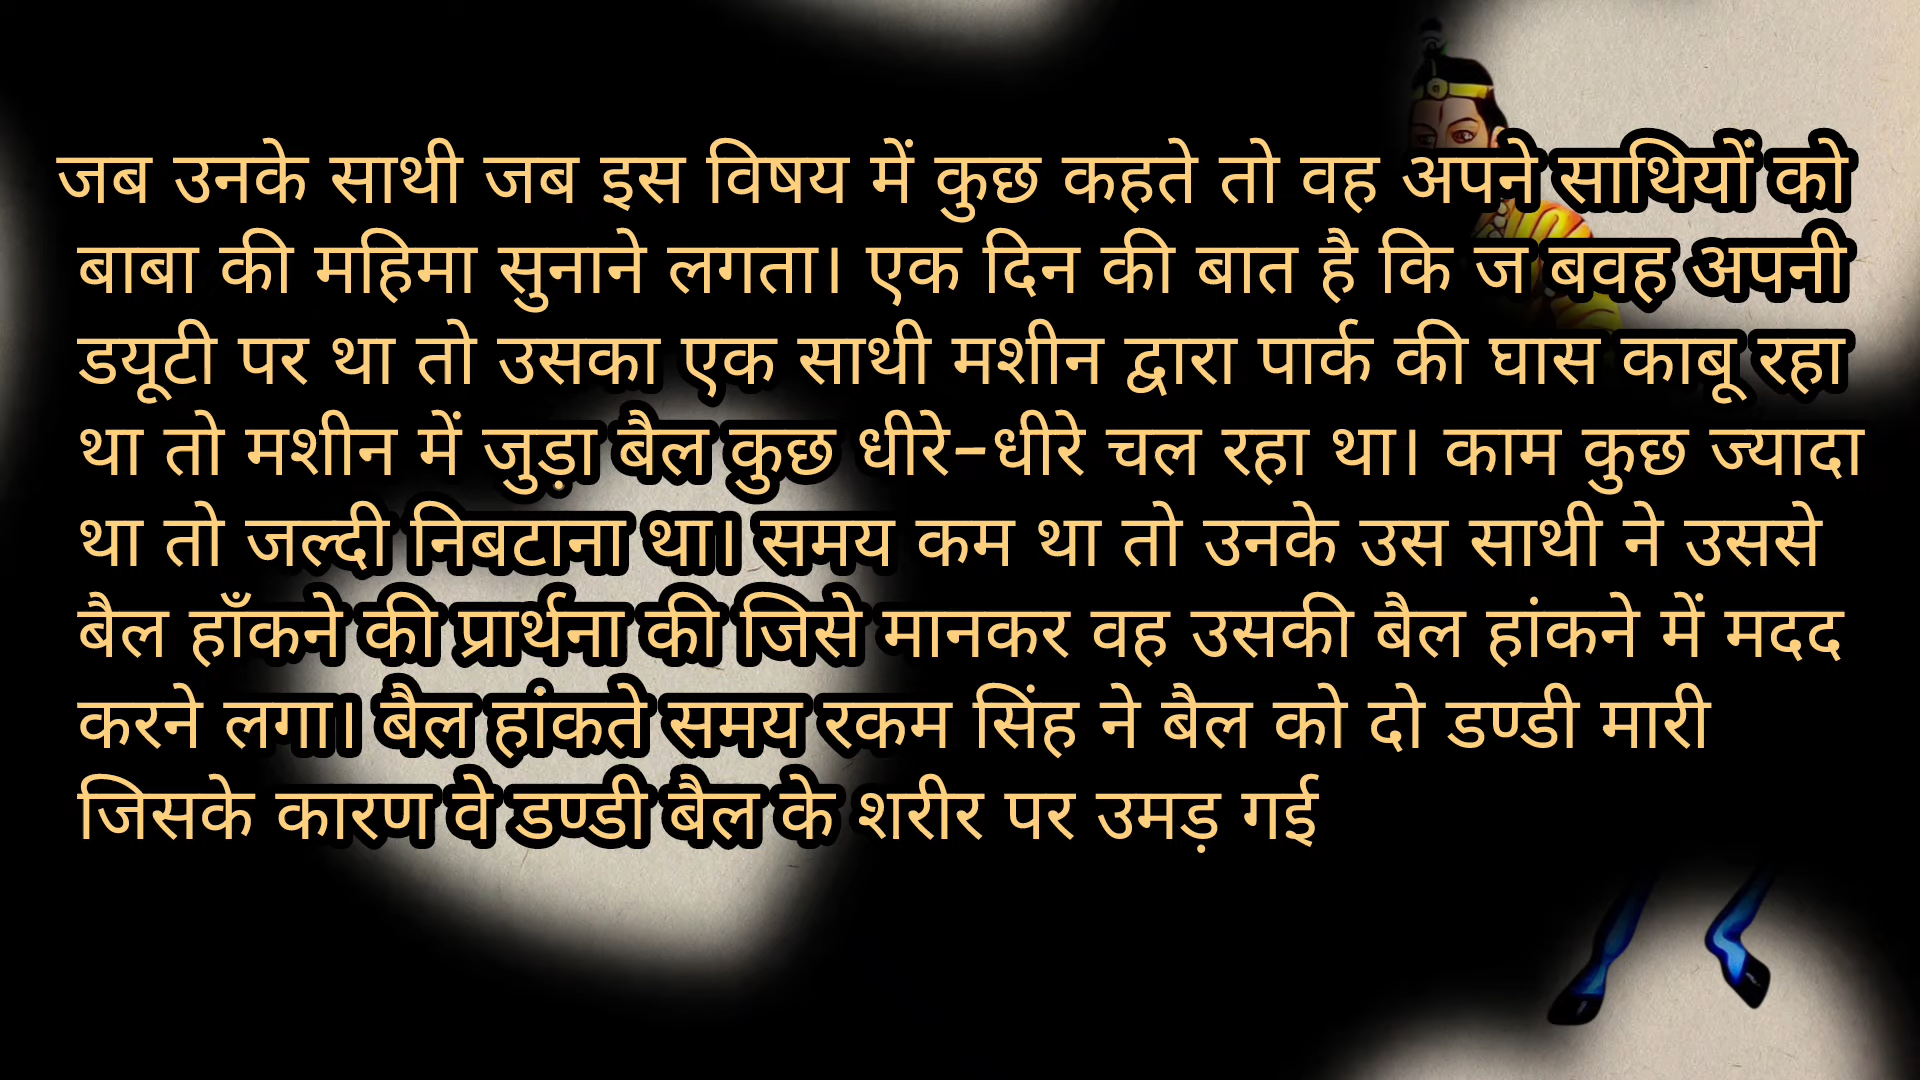 जब उनके साथी जब इस विषय में कुछ कहते तो वह अपने साथियों को
बाबा की महिमा सुनाने लगता। एक दिन की बात है कि ज बवह अपनी
डयूटी पर था तो उसका एक साथी मशीन द्वारा पार्क की घास काबू रहा
था तो मशीन में जुड़ा बैल कुछ धीरे-धीरे चल रहा था। काम कुछ ज्यादा
था तो जल्दी निबटाना था। समय कम था तो उनके उस साथी ने उससे
बैल हाँकने की प्रार्थना की जिसे मानकर वह उसकी बैल हांकने में मदद
करने लगा। बैल हांकते समय रकम सिंह ने बैल को दो डण्डी मारी
जिसके कारण वे डण्डी बैल के शरीर पर उमड़ गई